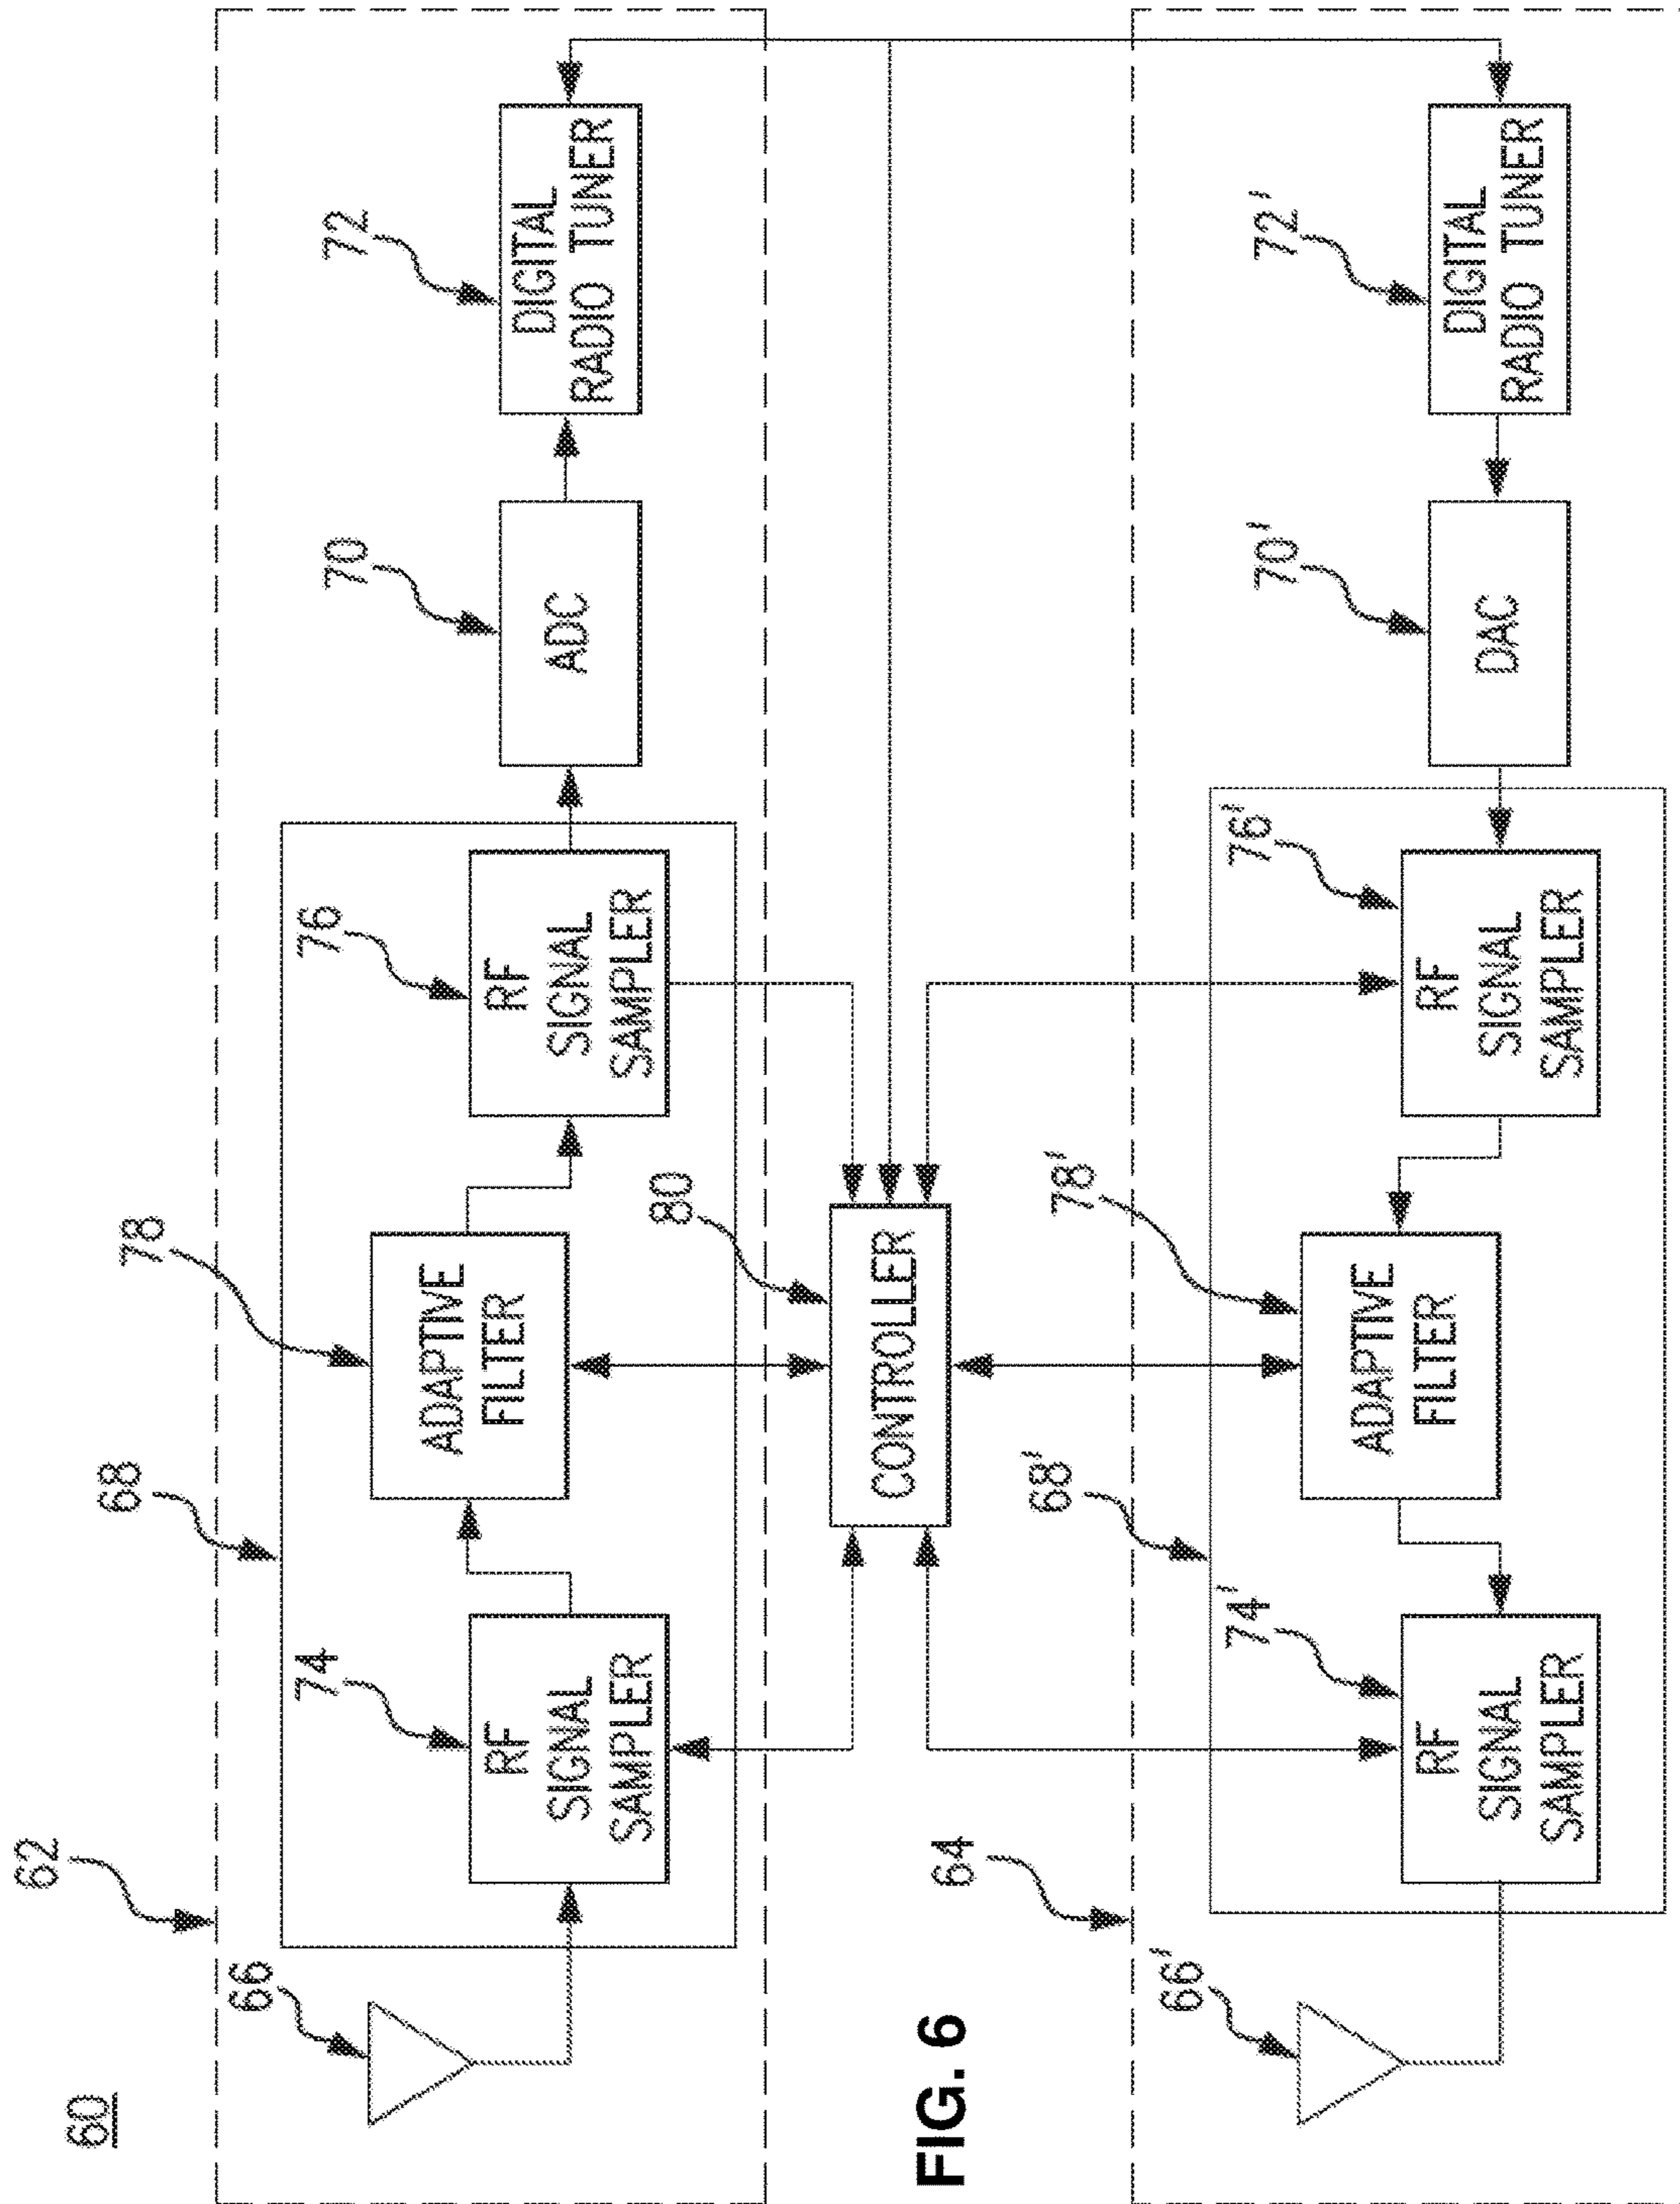 60
62
66
68
74
RF
SIGNAL
SAMPLER
78
ADAPTIVE
FILTER
76
RF
SIGNAL
SAMPLER
70
ADC
72
DIGITAL
RADIO TUNER
80
CONTROLLER
FIG. 6
64
66'
68'
74'
RF
SIGNAL
SAMPLER
78'
ADAPTIVE
FILTER
76'
RF
SIGNAL
SAMPLER
70'
DAC
72'
DIGITAL
RADIO TUNER